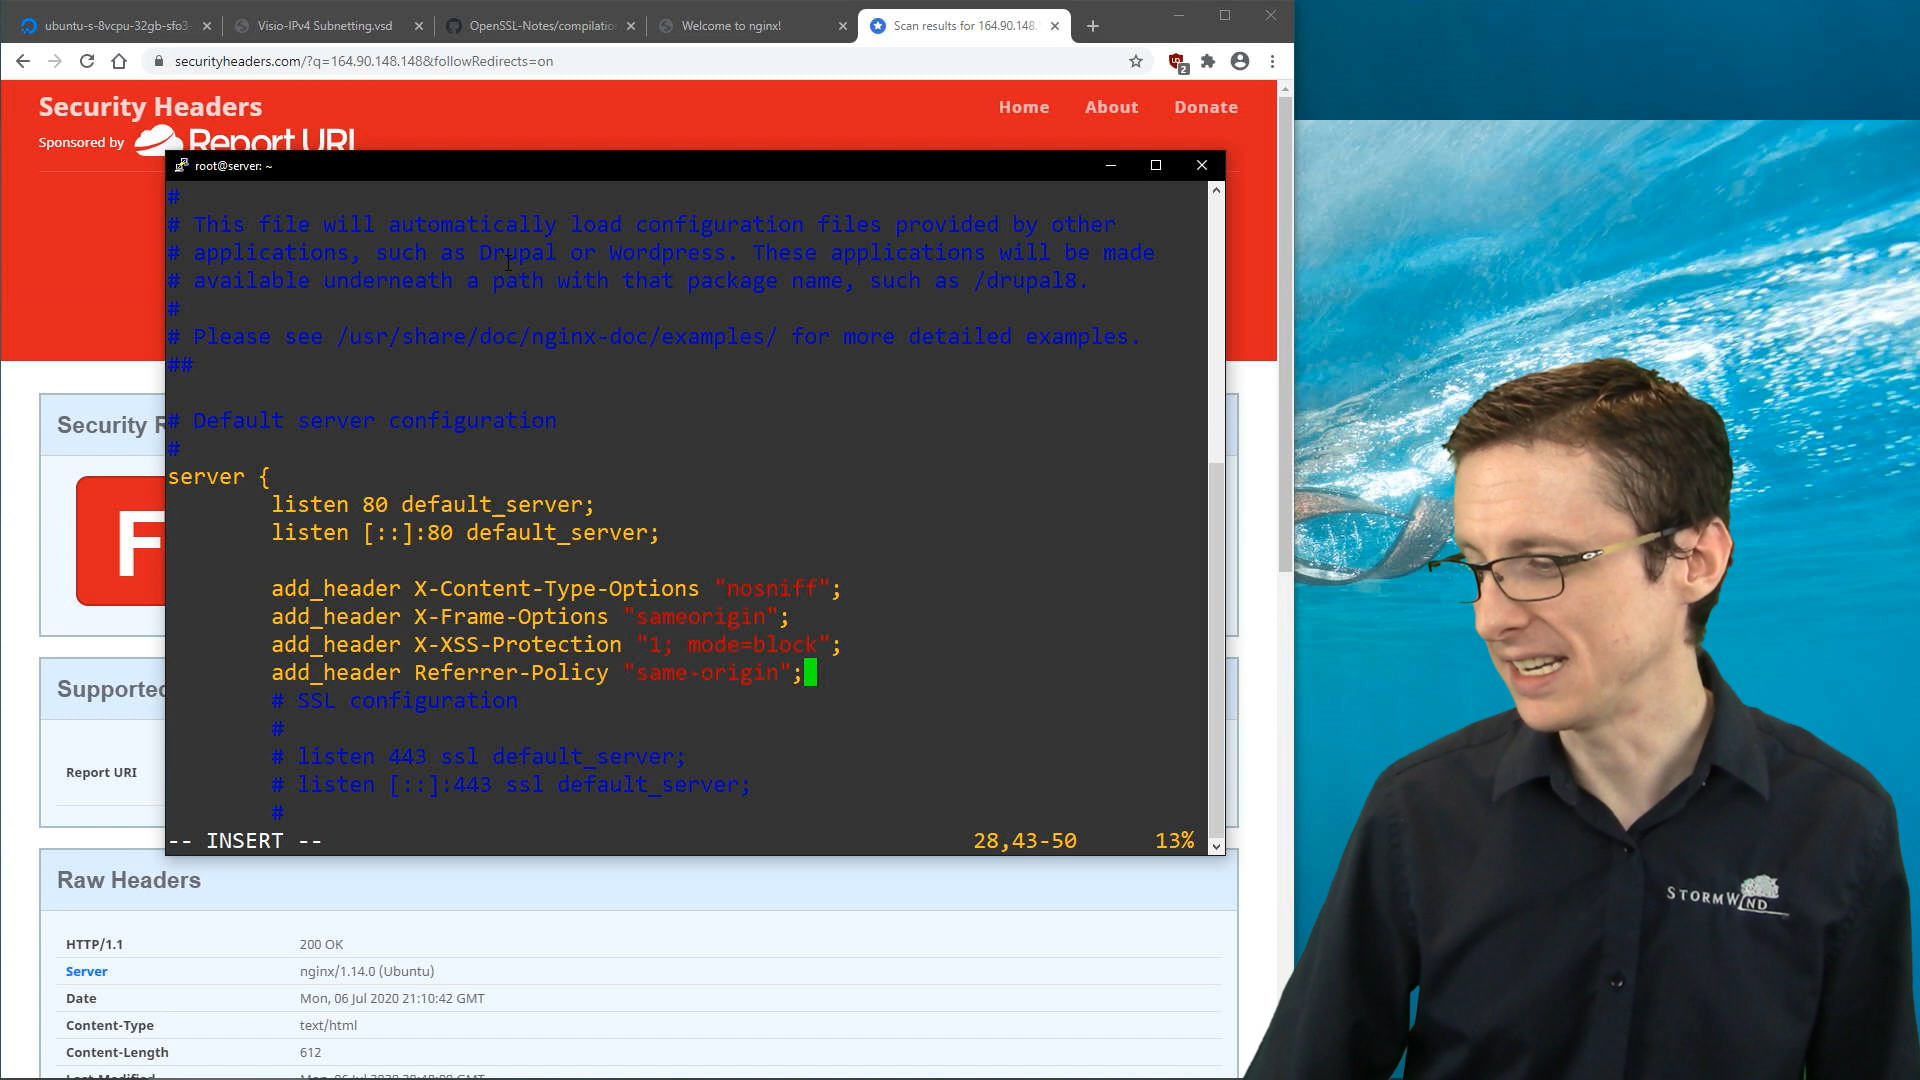 ubuntu-s-8vcpu-32gb-sfo3-
Visio-IPv4 Subnetting.vsd
OpenSSL-Notes/compilatio
Welcome to nginx!
Scan results for 164.90.148.
securityheaders.com/?q=164.90.148.148&followRedirects=on
2
Security Headers
Home
About
Donate
Sponsored by
Report URI
root@server: ~
#
# This file will automatically load configuration files provided by other
# applications, such as Drupal or Wordpress. These applications will be made
# available underneath a path with that package name, such as /drupal8.
#
# Please see /usr/share/doc/nginx-doc/examples/ for more detailed examples.
##
# Default server configuration
#
server {
listen 80 default_server;
listen [::]:80 default_server;
add_header X-Content-Type-Options "nosniff";
add_header X-Frame-Options "sameorigin";
add_header X-XSS-Protection "1; mode=block";
add_header Referrer-Policy "same-origin";
# SSL configuration
#
# listen 443 ssl default_server;
# listen [::]:443 ssl default_server;
#
-- INSERT --
28,43-50
13%
Security R
F
Supported
Report URI
Raw Headers
HTTP/1.1
200 OK
Server
nginx/1.14.0 (Ubuntu)
Date
Mon, 06 Jul 2020 21:10:42 GMT
Content-Type
text/html
Content-Length
612
STORMWIND